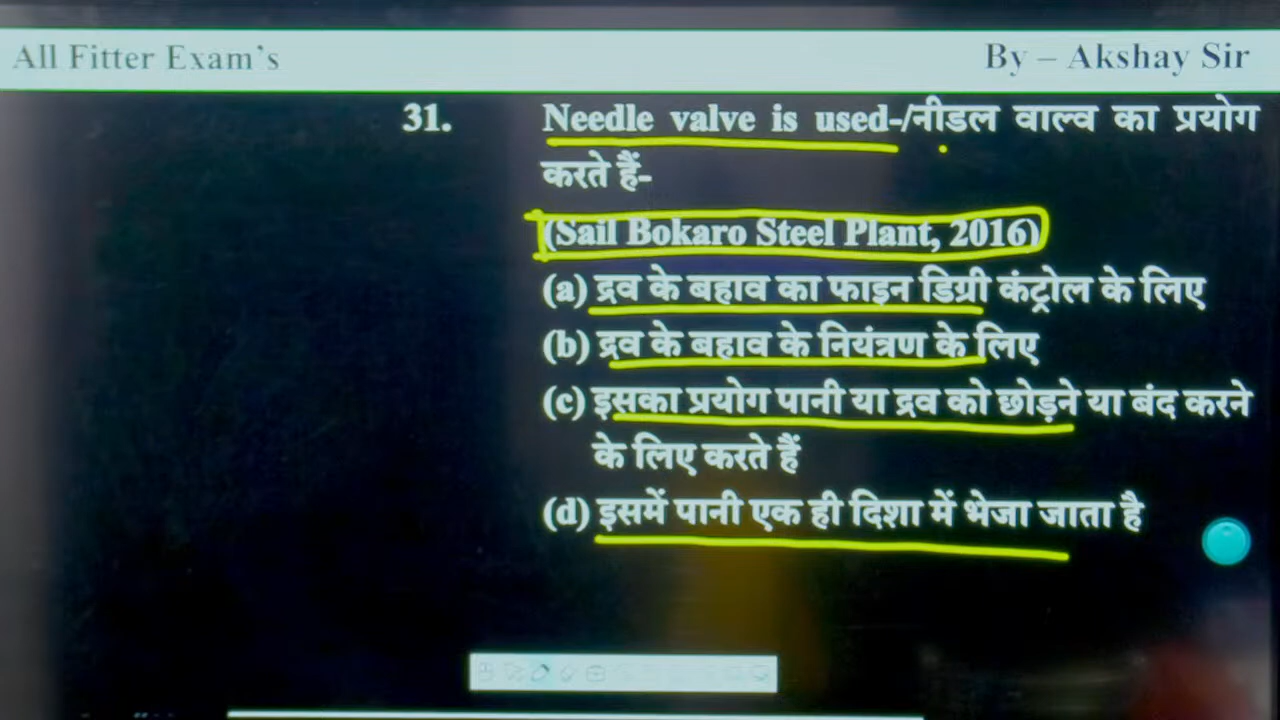 All Fitter Exam's
By – Akshay Sir
31. Needle valve is used-/नीडल वाल्व का प्रयोग
करते हैं-
(Sail Bokaro Steel Plant, 2016)
(a) द्रव के बहाव का फाइन डिग्री कंट्रोल के लिए
(b) द्रव के बहाव के नियंत्रण के लिए
(c) इसका प्रयोग पानी या द्रव को छोड़ने या बंद करने
के लिए करते हैं
(d) इसमें पानी एक ही दिशा में भेजा जाता है